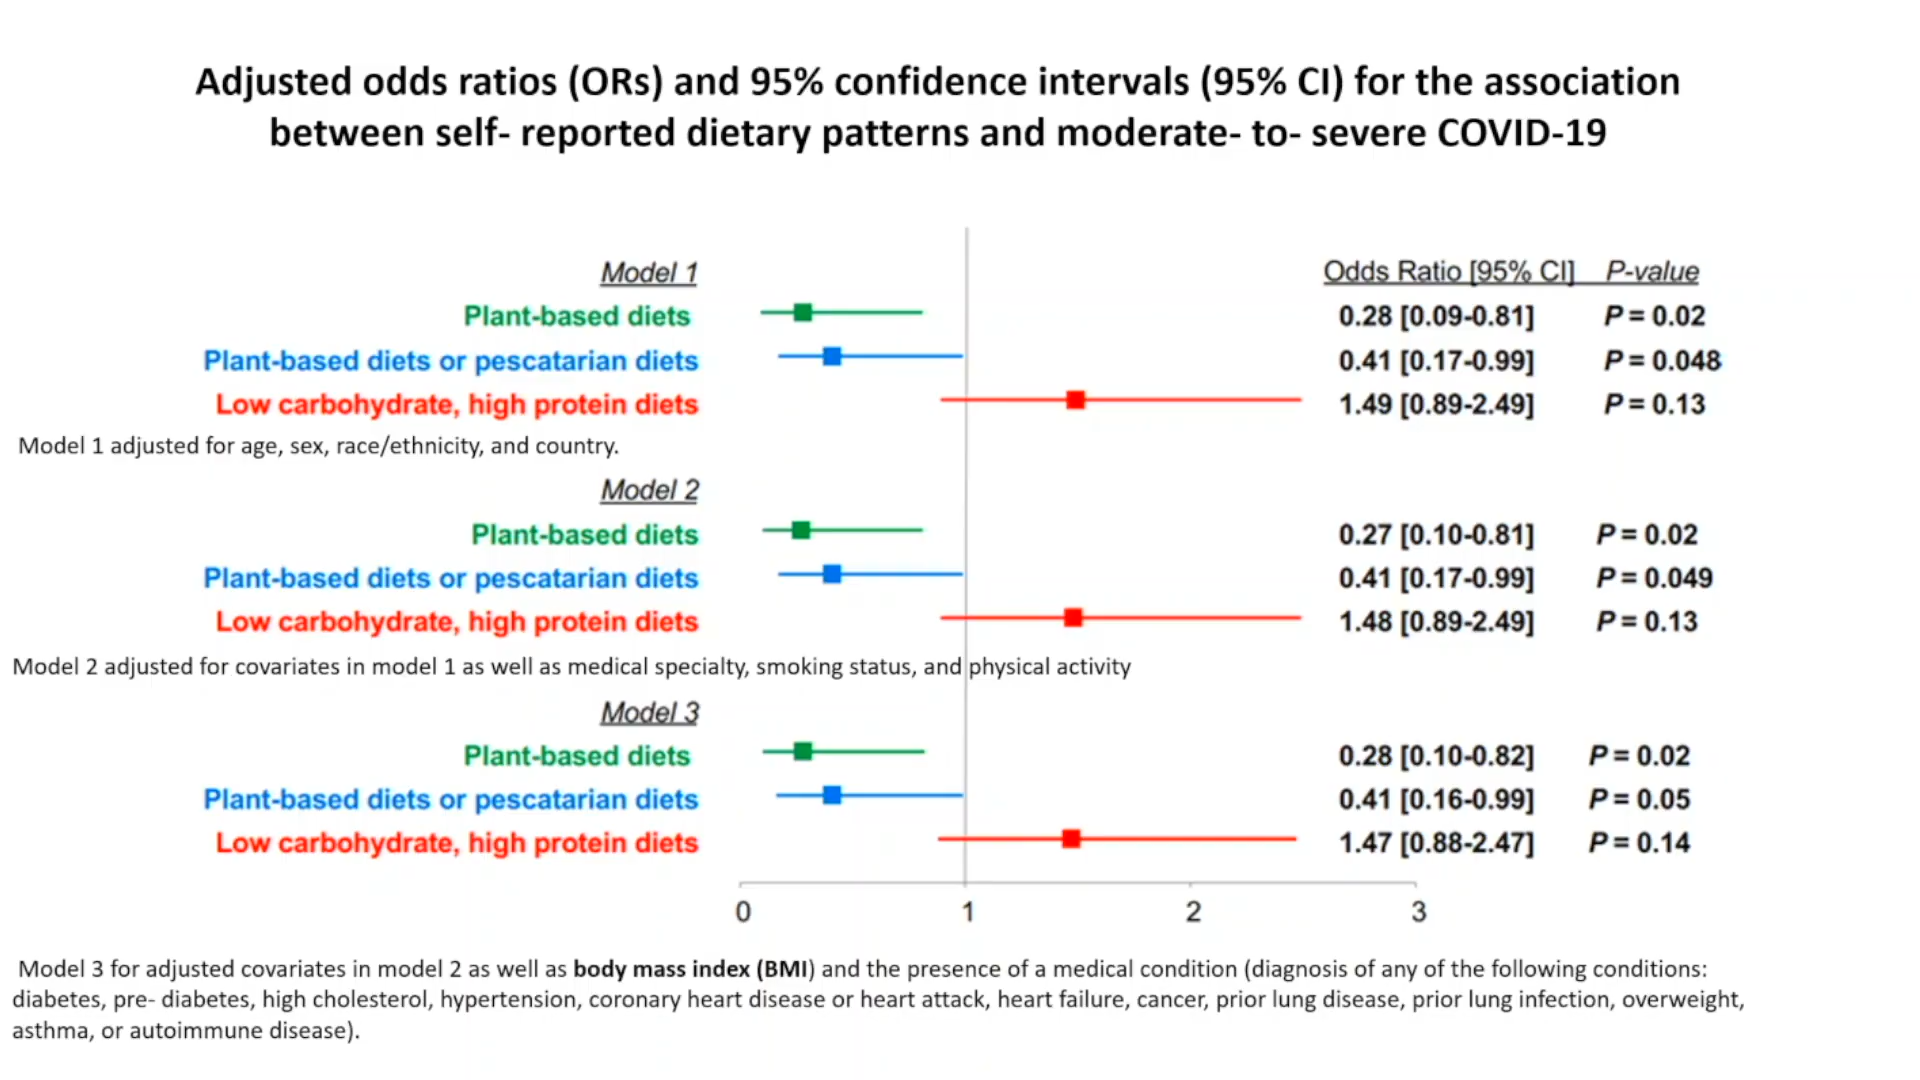 Adjusted odds ratios (ORs) and 95% confidence intervals (95% CI) for the association
between self- reported dietary patterns and moderate- to- severe COVID-19
Model 1 Odds Ratio [95% CI] P-value
Plant-based diets 0.28 [0.09-0.81] P = 0.02
Plant-based diets or pescatarian diets 0.41 [0.17-0.99] P = 0.048
Low carbohydrate, high protein diets 1.49 [0.89-2.49] P = 0.13
Model 1 adjusted for age, sex, race/ethnicity, and country.
Model 2
Plant-based diets 0.27 [0.10-0.81] P = 0.02
Plant-based diets or pescatarian diets 0.41 [0.17-0.99] P = 0.049
Low carbohydrate, high protein diets 1.48 [0.89-2.49] P = 0.13
Model 2 adjusted for covariates in model 1 as well as medical specialty, smoking status, and physical activity
Model 3
Plant-based diets 0.28 [0.10-0.82] P = 0.02
Plant-based diets or pescatarian diets 0.41 [0.16-0.99] P = 0.05
Low carbohydrate, high protein diets 1.47 [0.88-2.47] P = 0.14
0 1 2 3
Model 3 for adjusted covariates in model 2 as well as body mass index (BMI) and the presence of a medical condition (diagnosis of any of the following conditions:
diabetes, pre- diabetes, high cholesterol, hypertension, coronary heart disease or heart attack, heart failure, cancer, prior lung disease, prior lung infection, overweight,
asthma, or autoimmune disease).